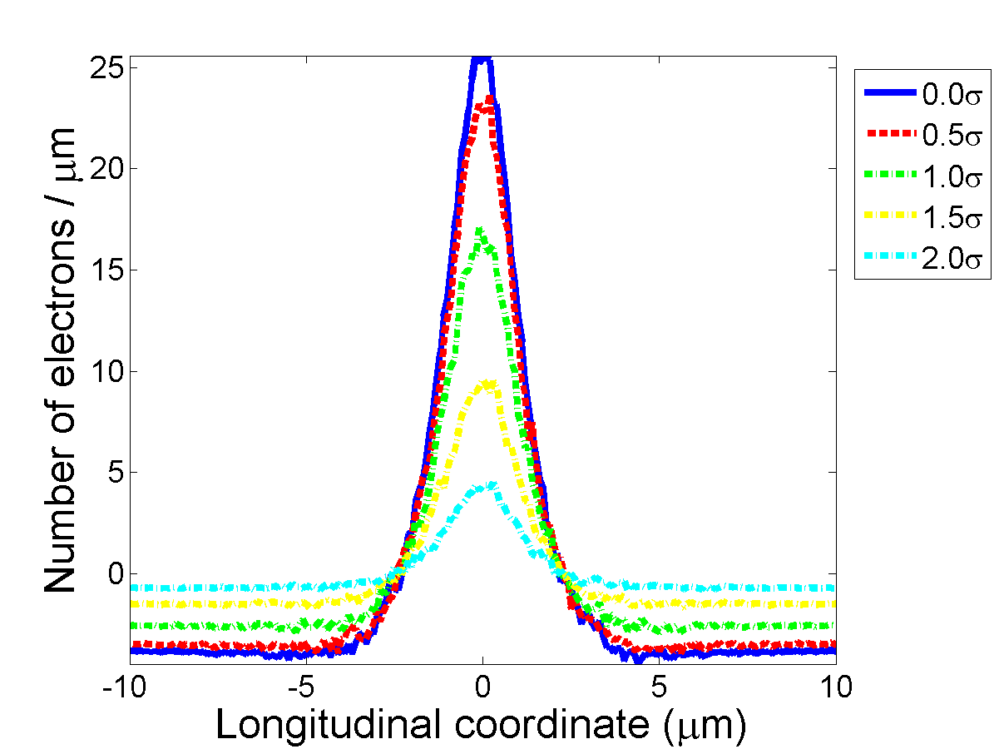 25
20
15
10
5
0
-10
-5
0
5
10
Number of electrons / μm
Longitudinal coordinate (μm)
0.0σ
0.5σ
1.0σ
1.5σ
2.0σ